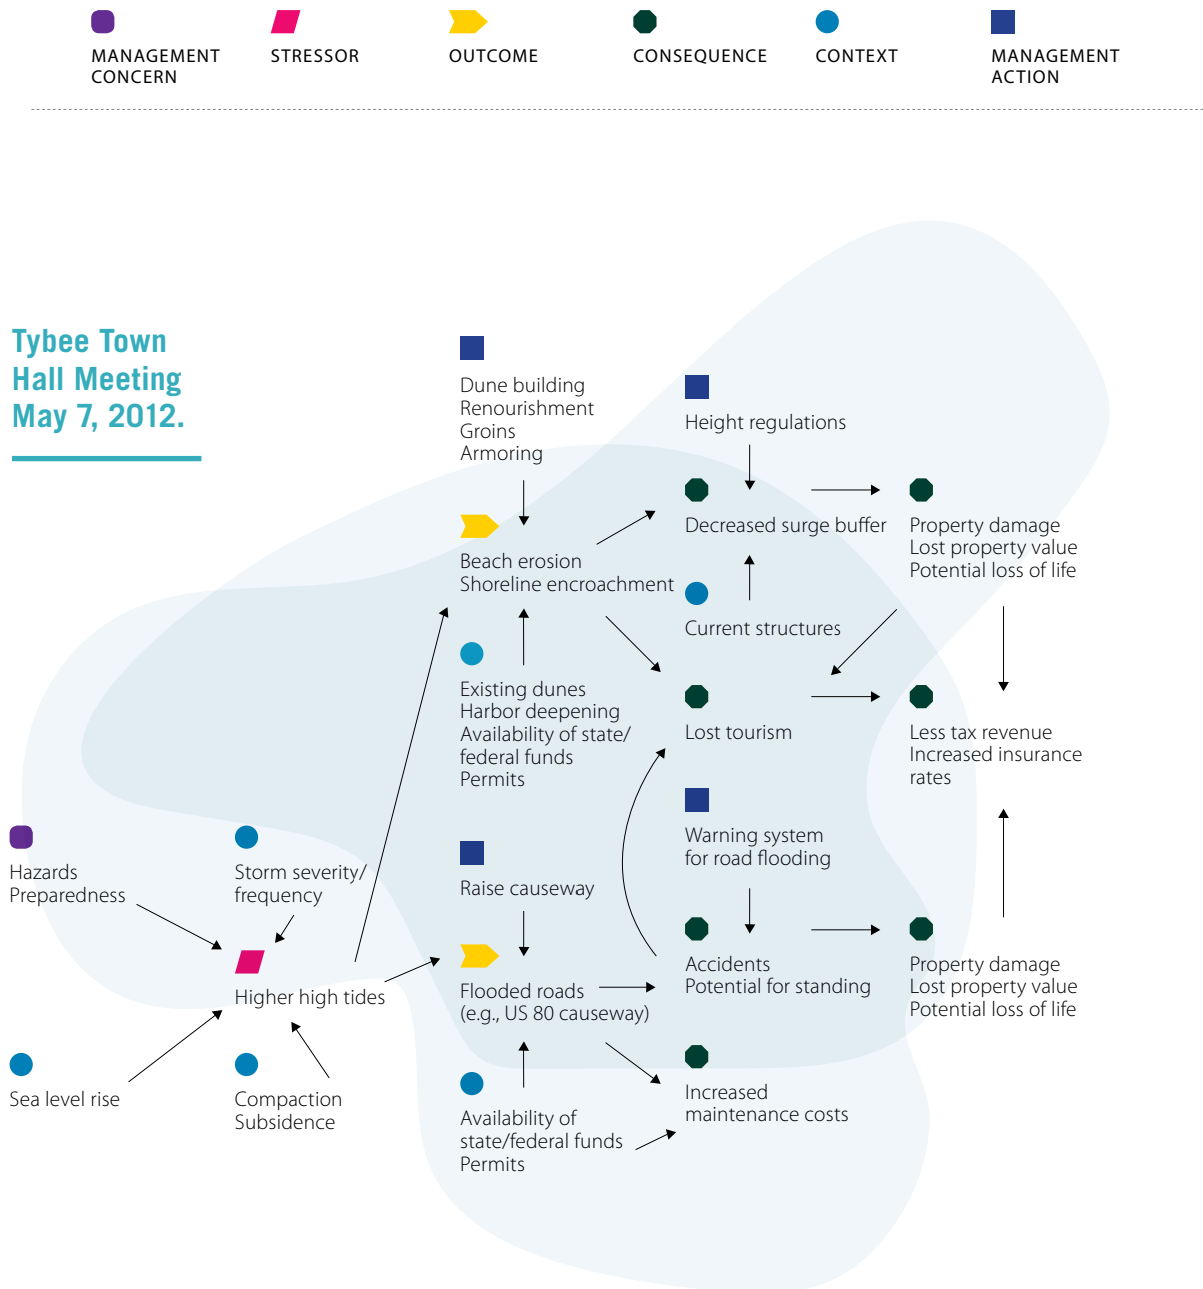 MANAGEMENT
CONCERN
STRESSOR
OUTCOME
CONSEQUENCE
CONTEXT
MANAGEMENT
ACTION
Tybee Town
Hall Meeting
May 7, 2012.
Dune building
Renourishment
Groins
Armoring
Height regulations
Beach erosion
Shoreline encroachment
Decreased surge buffer
Property damage
Lost property value
Potential loss of life
Current structures
Existing dunes
Harbor deepening
Availability of state/
federal funds
Permits
Lost tourism
Less tax revenue
Increased insurance
rates
Warning system
for road flooding
Hazards
Preparedness
Storm severity/
frequency
Raise causeway
Higher high tides
Flooded roads
(e.g., US 80 causeway)
Accidents
Potential for standing
Property damage
Lost property value
Potential loss of life
Sea level rise
Compaction
Subsidence
Availability of
state/federal funds
Permits
Increased
maintenance costs